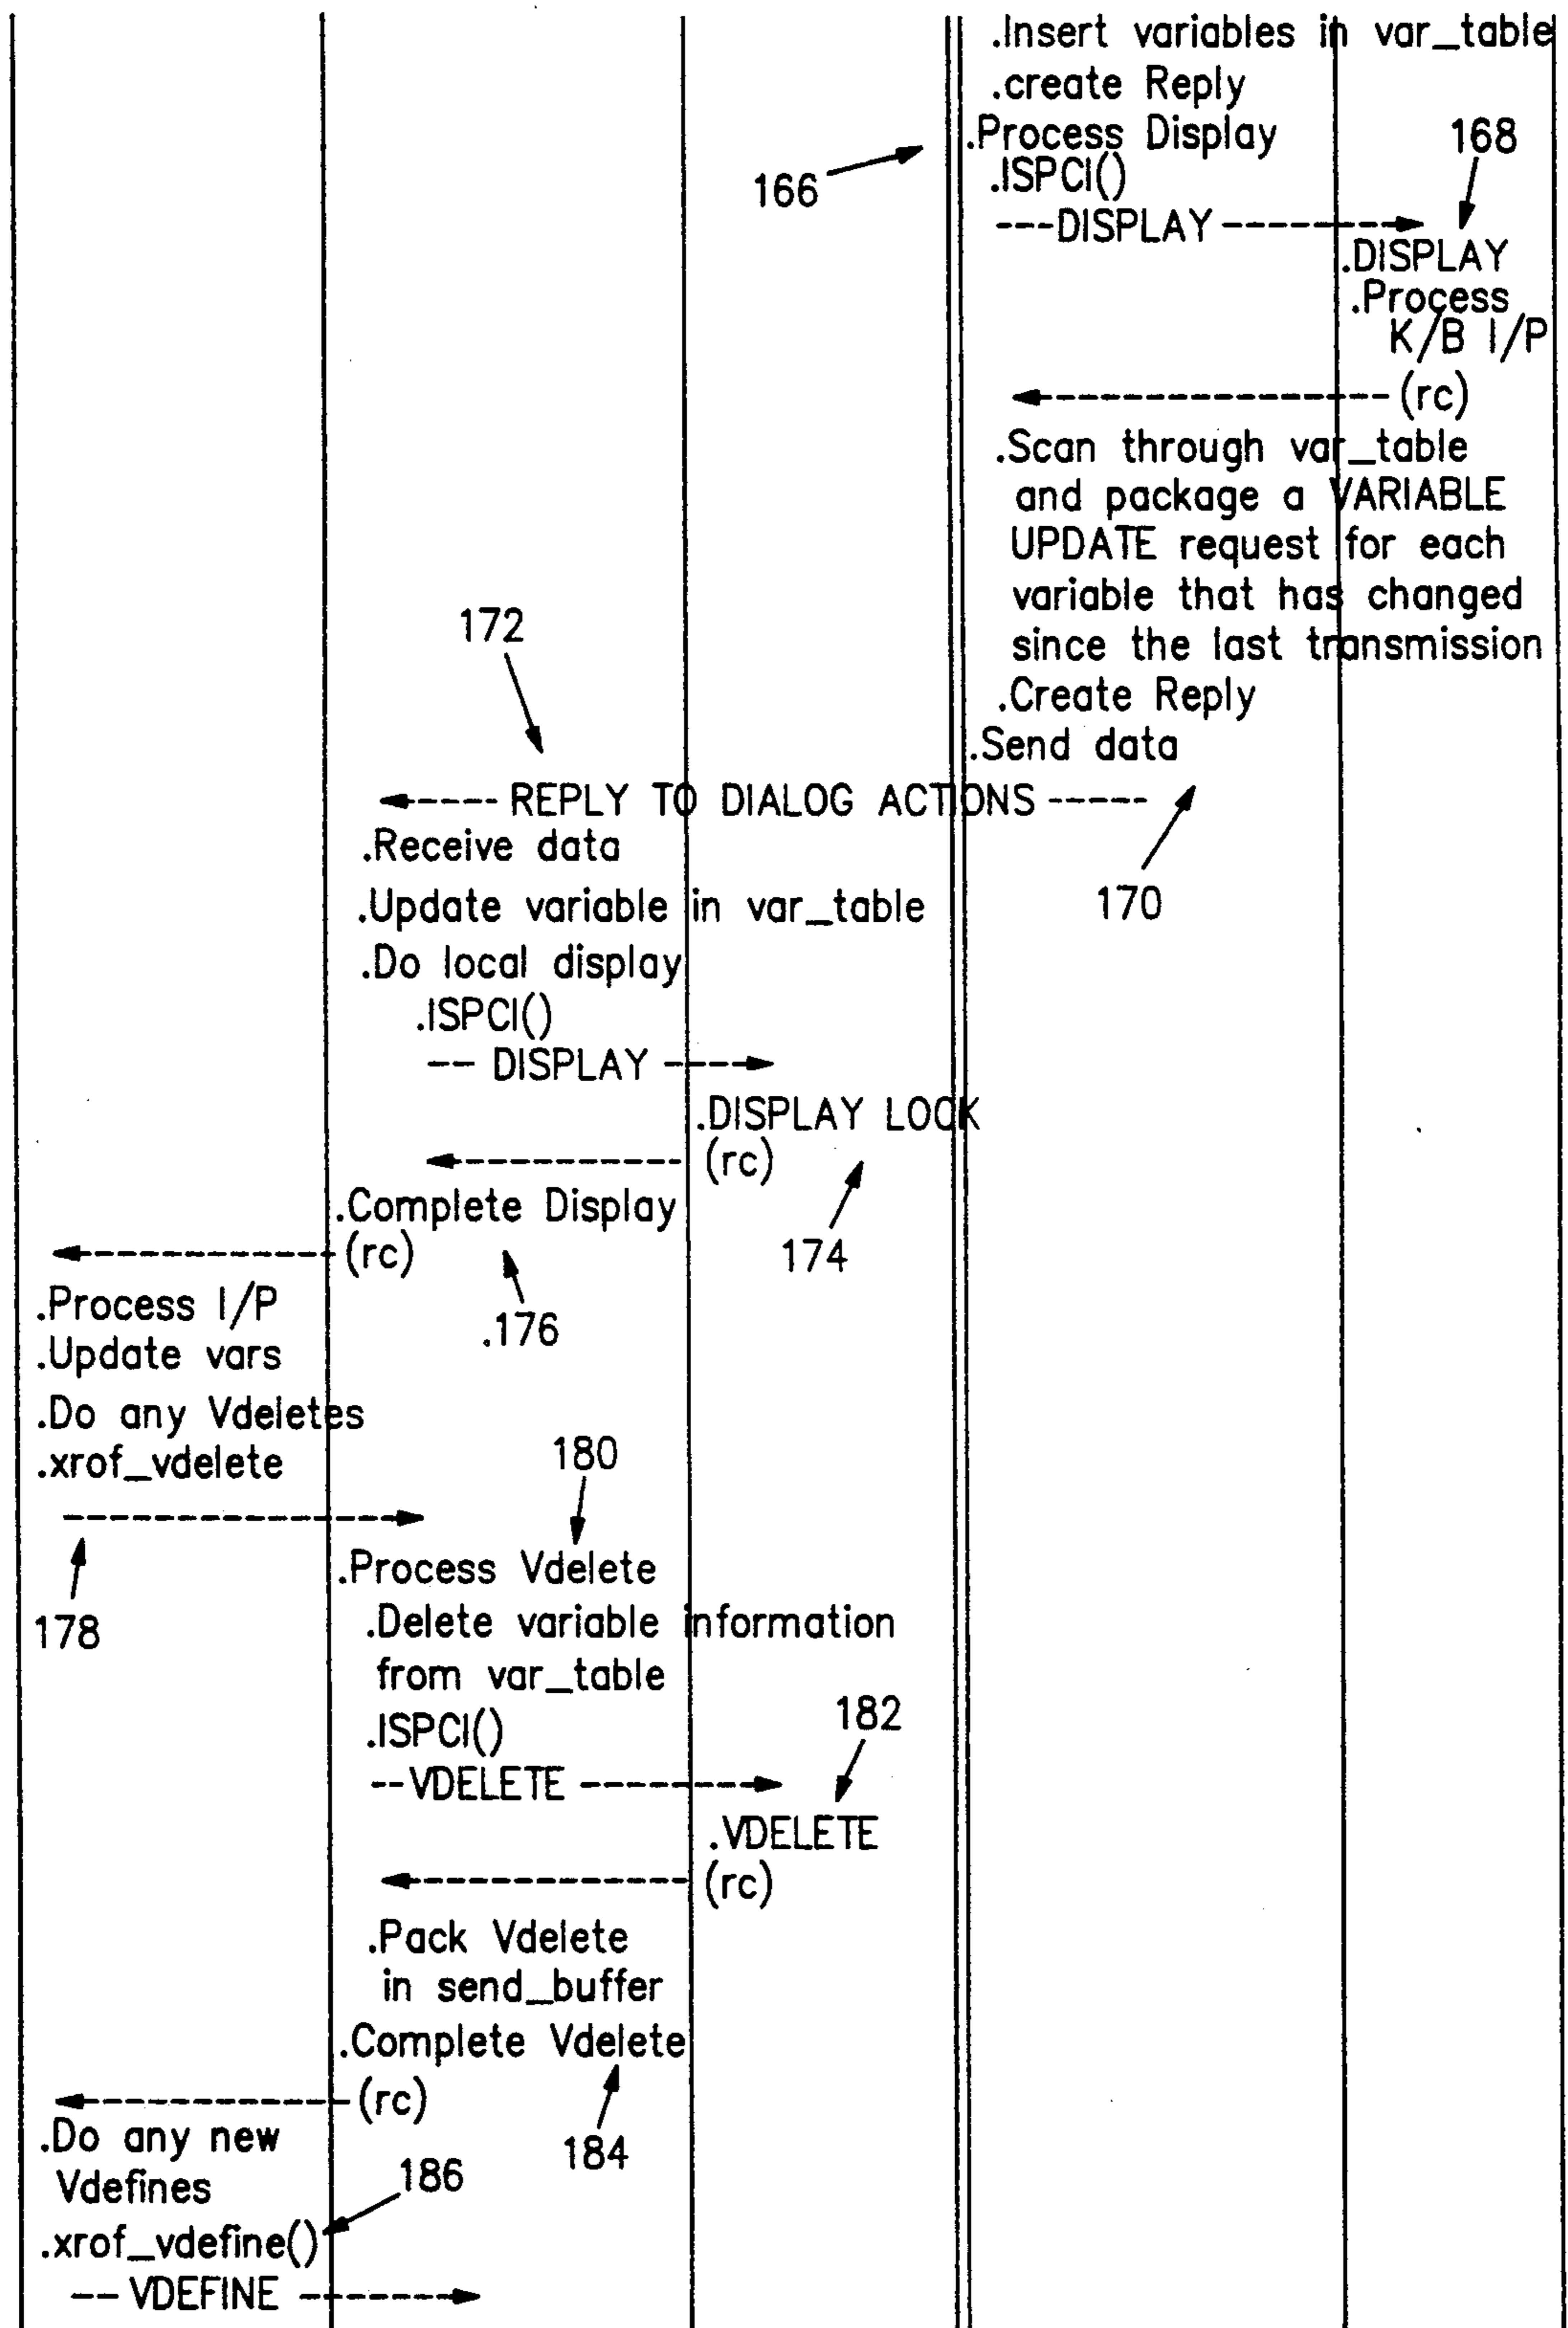 .Insert variables in var_table
.create Reply
.Process Display
168
.ISPCI()
166
---DISPLAY--------->
.DISPLAY
.Process
K/B I/P
<---------------- (rc)
.Scan through var_table
and package a VARIABLE
UPDATE request for each
variable that has changed
172
since the last transmission
.Create Reply
.Send data
<----- REPLY TO DIALOG ACTIONS -----
.Receive data
170
.Update variable in var_table
.Do local display
.ISPCI()
-- DISPLAY ----->
.DISPLAY LOCK
<----------- (rc)
.Complete Display
174
<------------ (rc)
.Process I/P
.176
.Update vars
.Do any Vdeletes
.xrof_vdelete
180
---------------->
.Process Vdelete
178
.Delete variable information
from var_table
182
.ISPCI()
--VDELETE --------->
.VDELETE
<------------- (rc)
.Pack Vdelete
in send_buffer
.Complete Vdelete
<------------- (rc)
.Do any new
184
Vdefines
186
.xrof_vdefine()
-- VDEFINE ------->